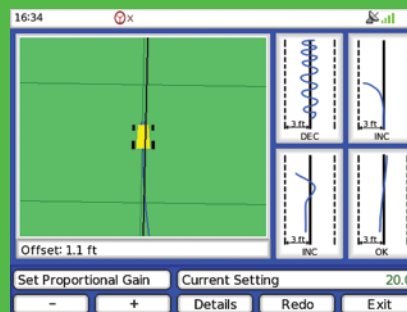 16:34 x
3 ft
DEC
3 ft
INC
3 ft
INC
3 ft
OK
Offset: 1.1 ft
Set Proportional Gain
Current Setting 20.0
- + Details Redo Exit